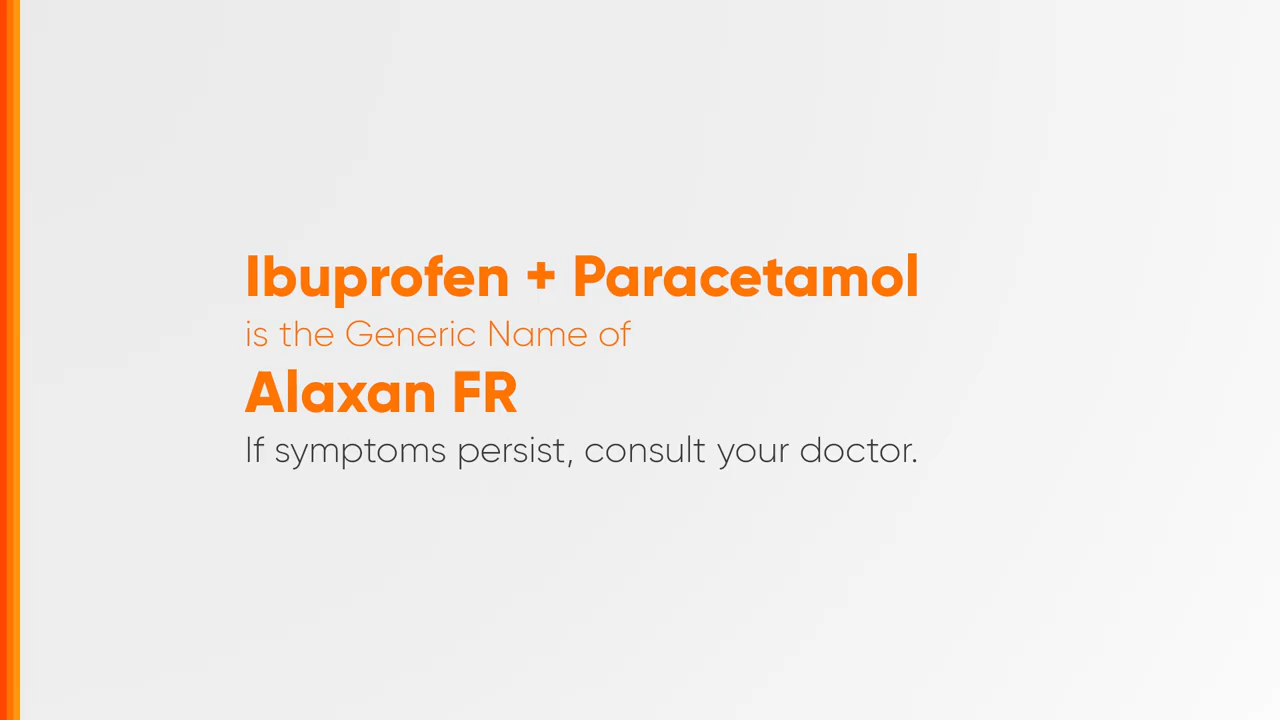 Ibuprofen + Paracetamol
is the Generic Name of
Alaxan FR
If symptoms persist, consult your doctor.